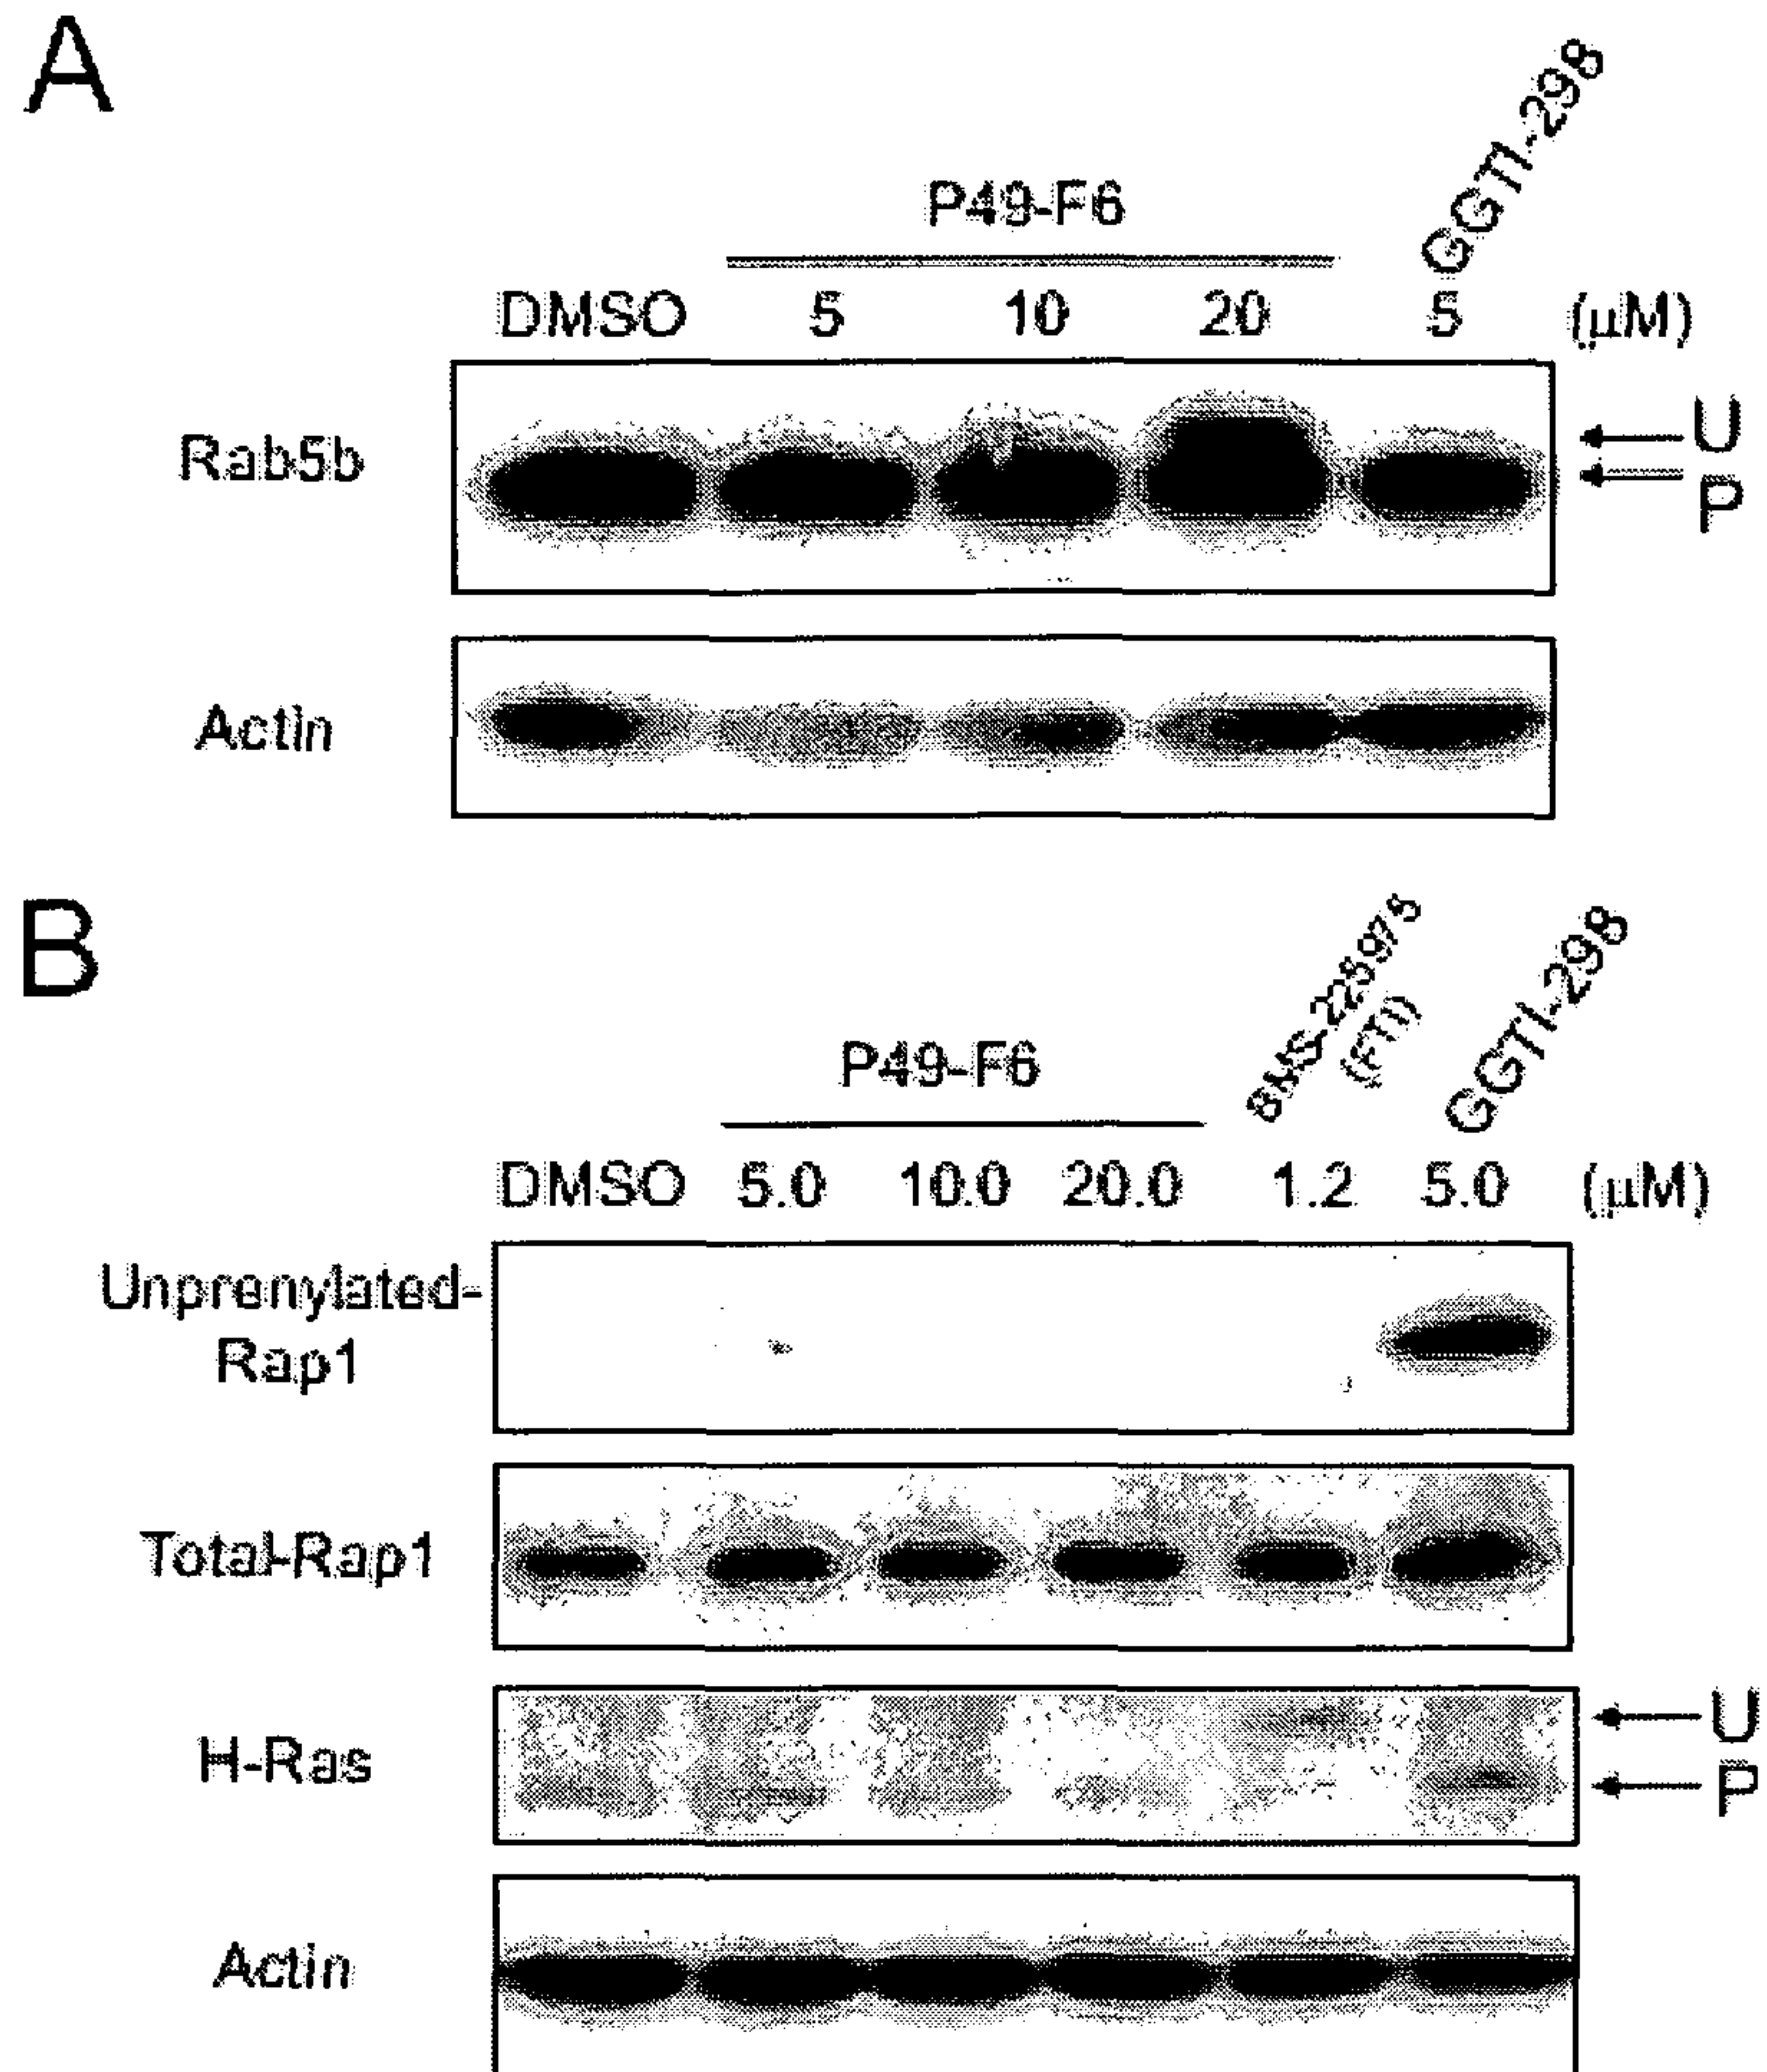 A
GGTI-298
P49-F6
DMSO 5 10 20 5 (µM)
Rab5b
U
P
Actin
B
BMS-225975
(FTI)
GGTI-298
P49-F6
DMSO 5.0 10.0 20.0 1.2 5.0 (µM)
Unprenylated-
Rap1
Total-Rap1
H-Ras
U
P
Actin